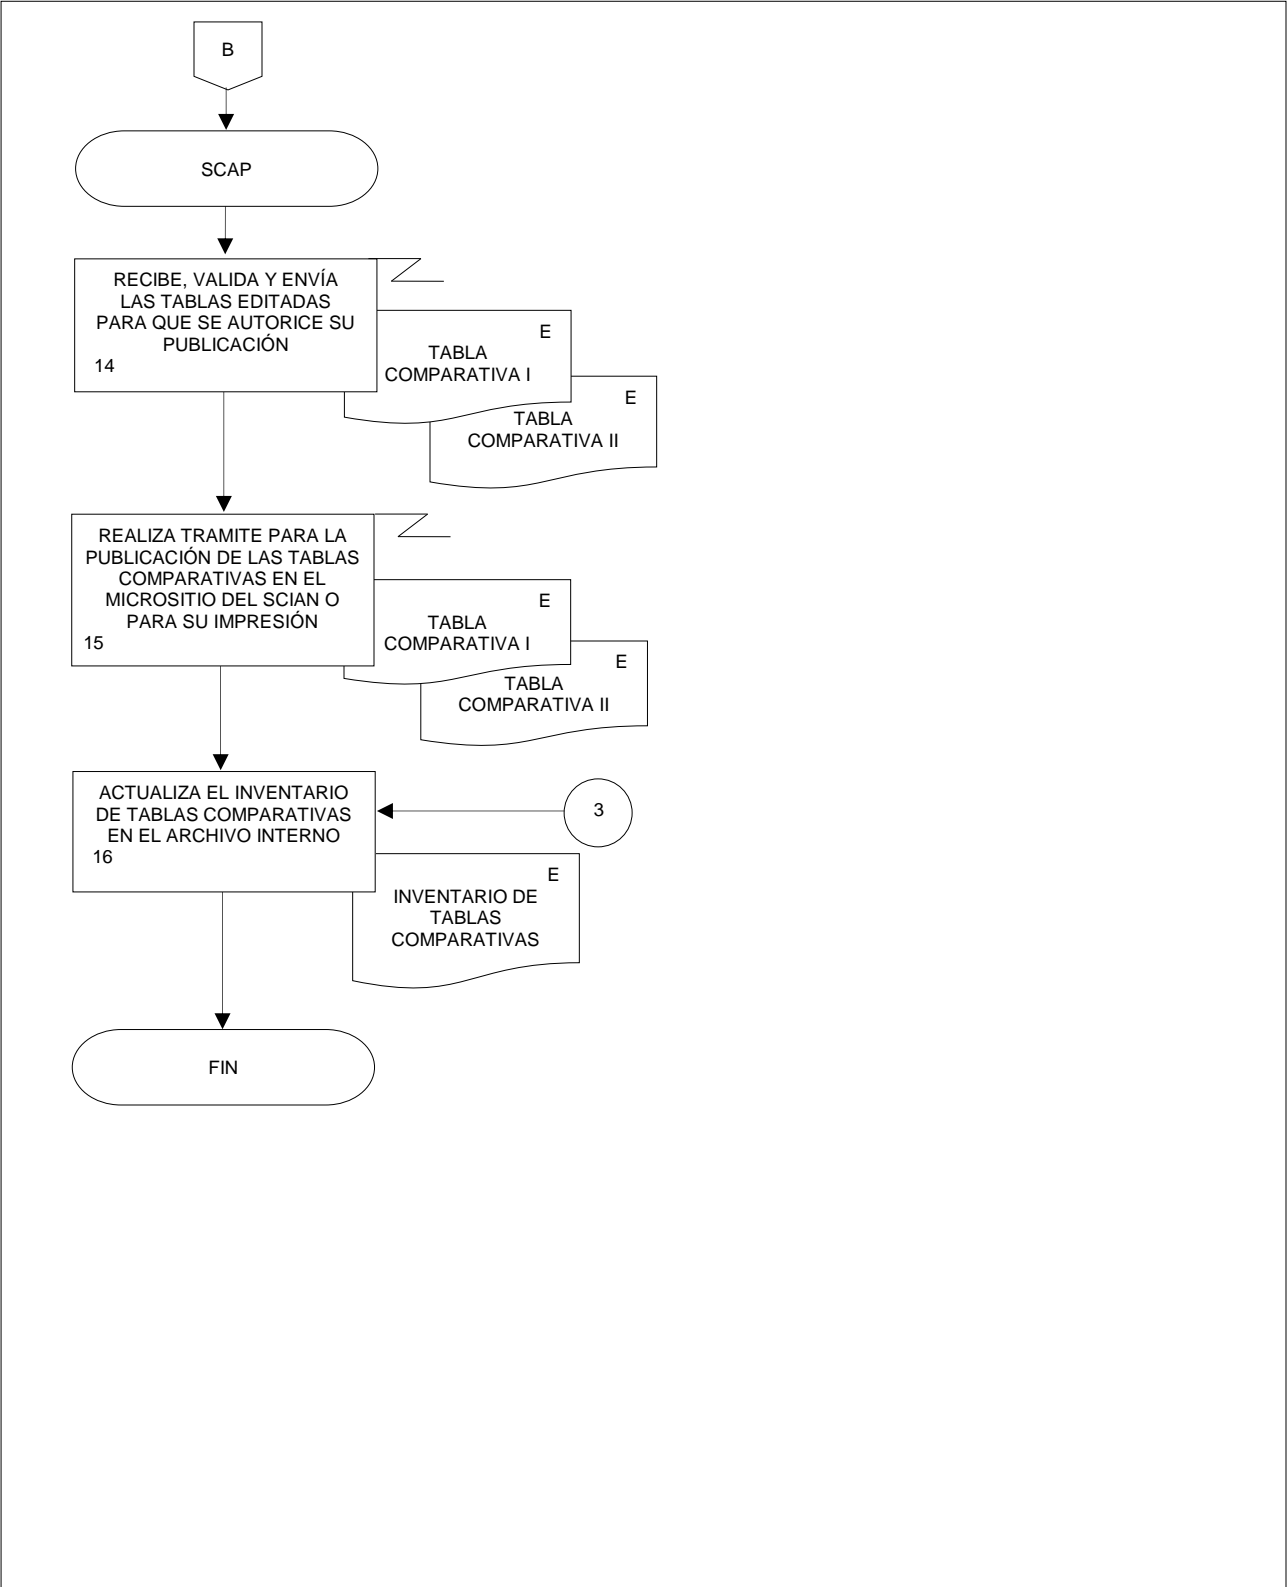 B
SCAP
RECIBE, VALIDA Y ENVÍA
LAS TABLAS EDITADAS
PARA QUE SE AUTORICE SU
PUBLICACIÓN
14
E
TABLA
COMPARATIVA I
E
TABLA
COMPARATIVA II
REALIZA TRAMITE PARA LA
PUBLICACIÓN DE LAS TABLAS
COMPARATIVAS EN EL
MICROSITIO DEL SCIAN O
PARA SU IMPRESIÓN
15
E
TABLA
COMPARATIVA I
E
TABLA
COMPARATIVA II
ACTUALIZA EL INVENTARIO
DE TABLAS COMPARATIVAS
EN EL ARCHIVO INTERNO
16
3
E
INVENTARIO DE
TABLAS
COMPARATIVAS
FIN